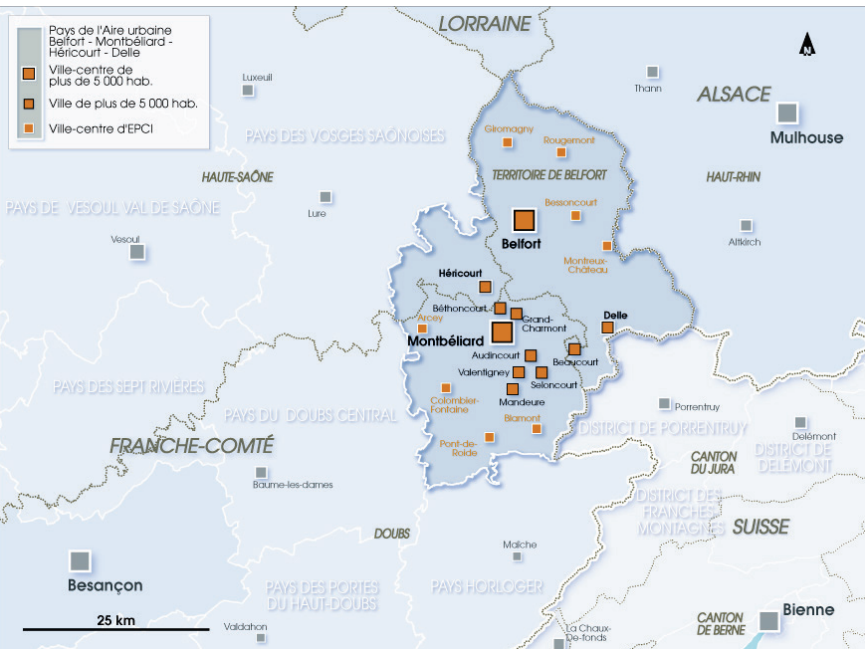 Pays de l'Aire urbaine
Belfort - Montbéliard -
Héricourt - Delle
Ville-centre de
plus de 5 000 hab.
Ville de plus de 5 000 hab.
Ville-centre d'EPCI
LORRAINE
N
Luxeuil
Thann
ALSACE
Mulhouse
PAYS DES VOSGES SAÔNOISES
Giromagny
Rougemont
HAUTE-SAÔNE
TERRITOIRE DE BELFORT
HAUT-RHIN
PAYS DE VESOUL VAL DE SAÔNE
Lure
Bessoncourt
Vesoul
Belfort
Altkirch
Montreux-
Château
Héricourt
Béthoncourt
Grand-
Charmont
Arcey
Delle
Montbéliard
Audincourt
Beaucourt
Valentigney
Seloncourt
Mandeure
PAYS DES SEPT RIVIÈRES
Colombier-
Fontaine
PAYS DU DOUBS CENTRAL
Blamont
Porrentruy
DISTRICT DE PORRENTRUY
Delémont
FRANCHE-COMTÉ
Pont-de-
Roide
CANTON
DU JURA
DISTRICT DE
DELÉMONT
Baume-les-dames
DISTRICT DES
FRANCHES
MONTAGNES
SUISSE
DOUBS
Maîche
Besançon
PAYS DES PORTES
DU HAUT-DOUBS
PAYS HORLOGER
25 km
Valdahon
La Chaux-
De-fonds
CANTON
DE BERNE
Bienne